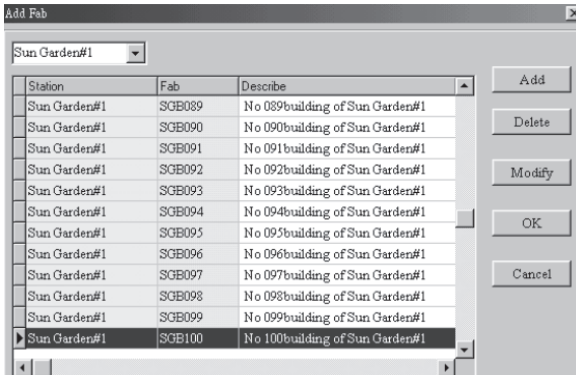 Add Fab
Sun Garden#1
Station Fab Describe
Sun Garden#1 SGB089 No 089building of Sun Garden#1
Sun Garden#1 SGB090 No 090building of Sun Garden#1
Sun Garden#1 SGB091 No 091building of Sun Garden#1
Sun Garden#1 SGB092 No 092building of Sun Garden#1
Sun Garden#1 SGB093 No 093building of Sun Garden#1
Sun Garden#1 SGB094 No 094building of Sun Garden#1
Sun Garden#1 SGB095 No 095building of Sun Garden#1
Sun Garden#1 SGB096 No 096building of Sun Garden#1
Sun Garden#1 SGB097 No 097building of Sun Garden#1
Sun Garden#1 SGB098 No 098building of Sun Garden#1
Sun Garden#1 SGB099 No 099building of Sun Garden#1
Sun Garden#1 SGB100 No 100building of Sun Garden#1
Add
Delete
Modify
OK
Cancel